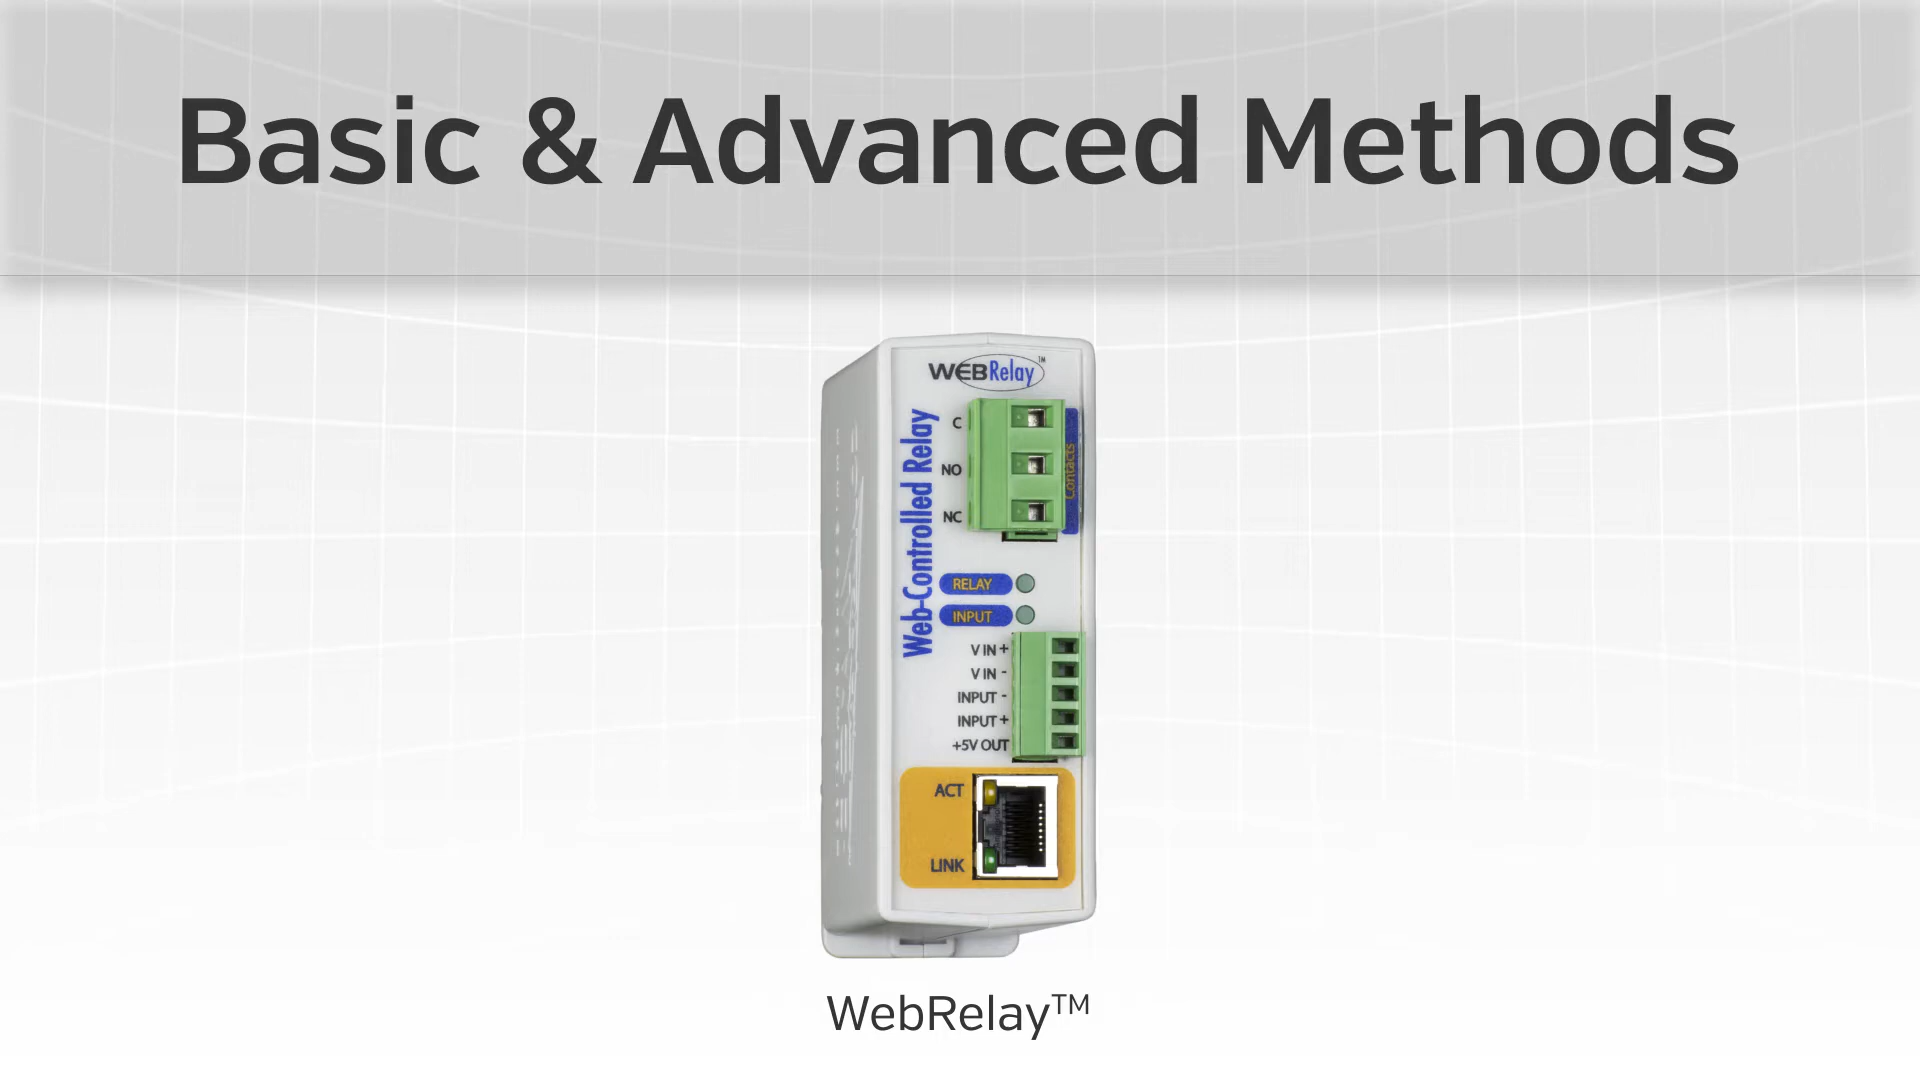 Basic & Advanced Methods
WEBRelay™
Web-Controlled Relay
C
NO
NC
Contacts
RELAY
INPUT
V IN +
V IN -
INPUT -
INPUT +
+5V OUT
ACT
LINK
WebRelay™